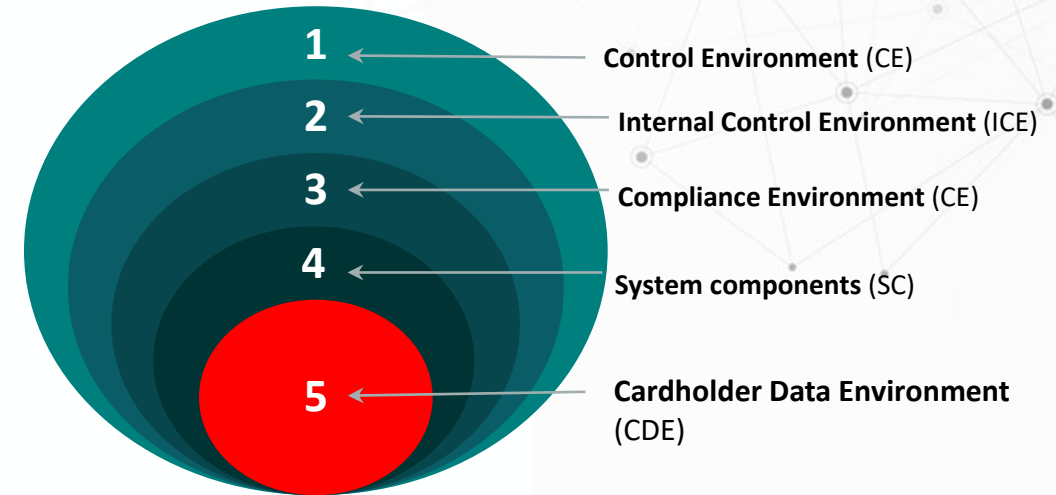 1
Control Environment (CE)
2
Internal Control Environment (ICE)
3
Compliance Environment (CE)
4
System components (SC)
5
Cardholder Data Environment
(CDE)